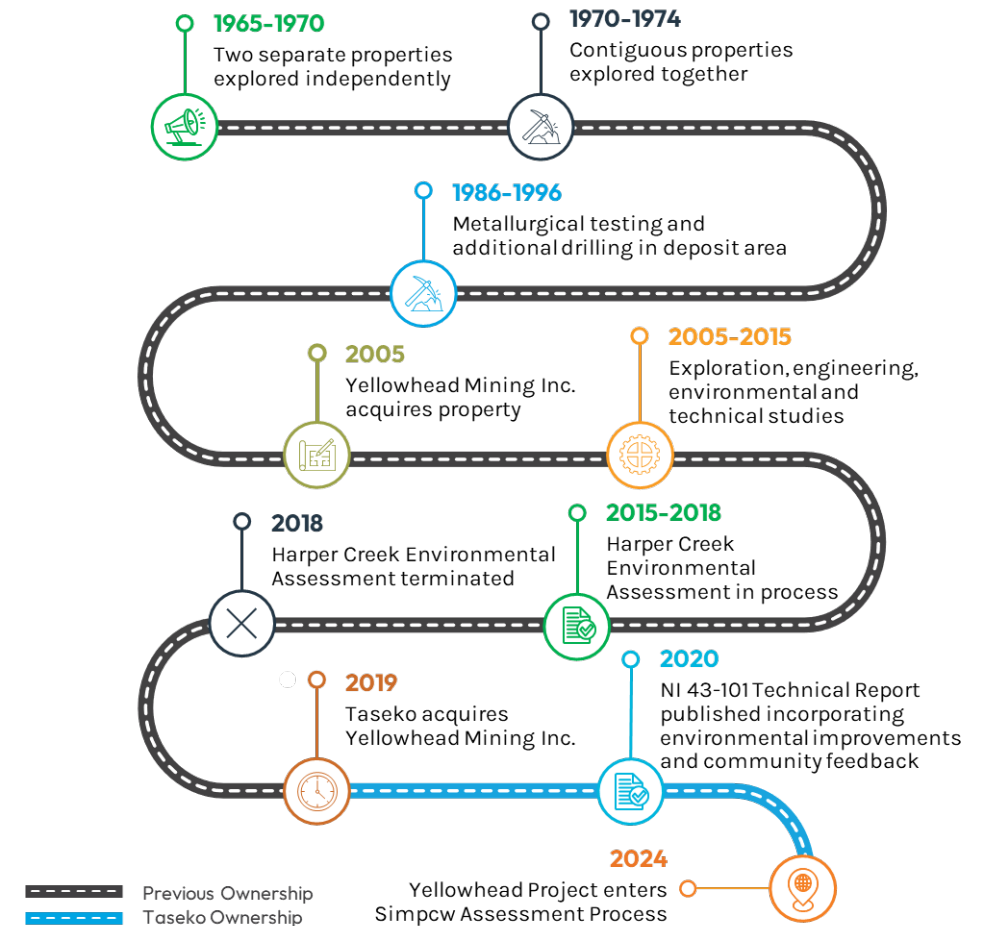 1965-1970
Two separate properties
explored independently
1970-1974
Contiguous properties
explored together
1986-1996
Metallurgical testing and
additional drilling in deposit area
2005
Yellowhead Mining Inc.
acquires property
2005-2015
Exploration, engineering,
environmental and
technical studies
2018
Harper Creek Environmental
Assessment terminated
2015-2018
Harper Creek
Environmental
Assessment in process
2019
Taseko acquires
Yellowhead Mining Inc.
2020
NI 43-101 Technical Report
published incorporating
environmental improvements
and community feedback
2024
Yellowhead Project enters
Simpcw Assessment Process
Previous Ownership
Taseko Ownership